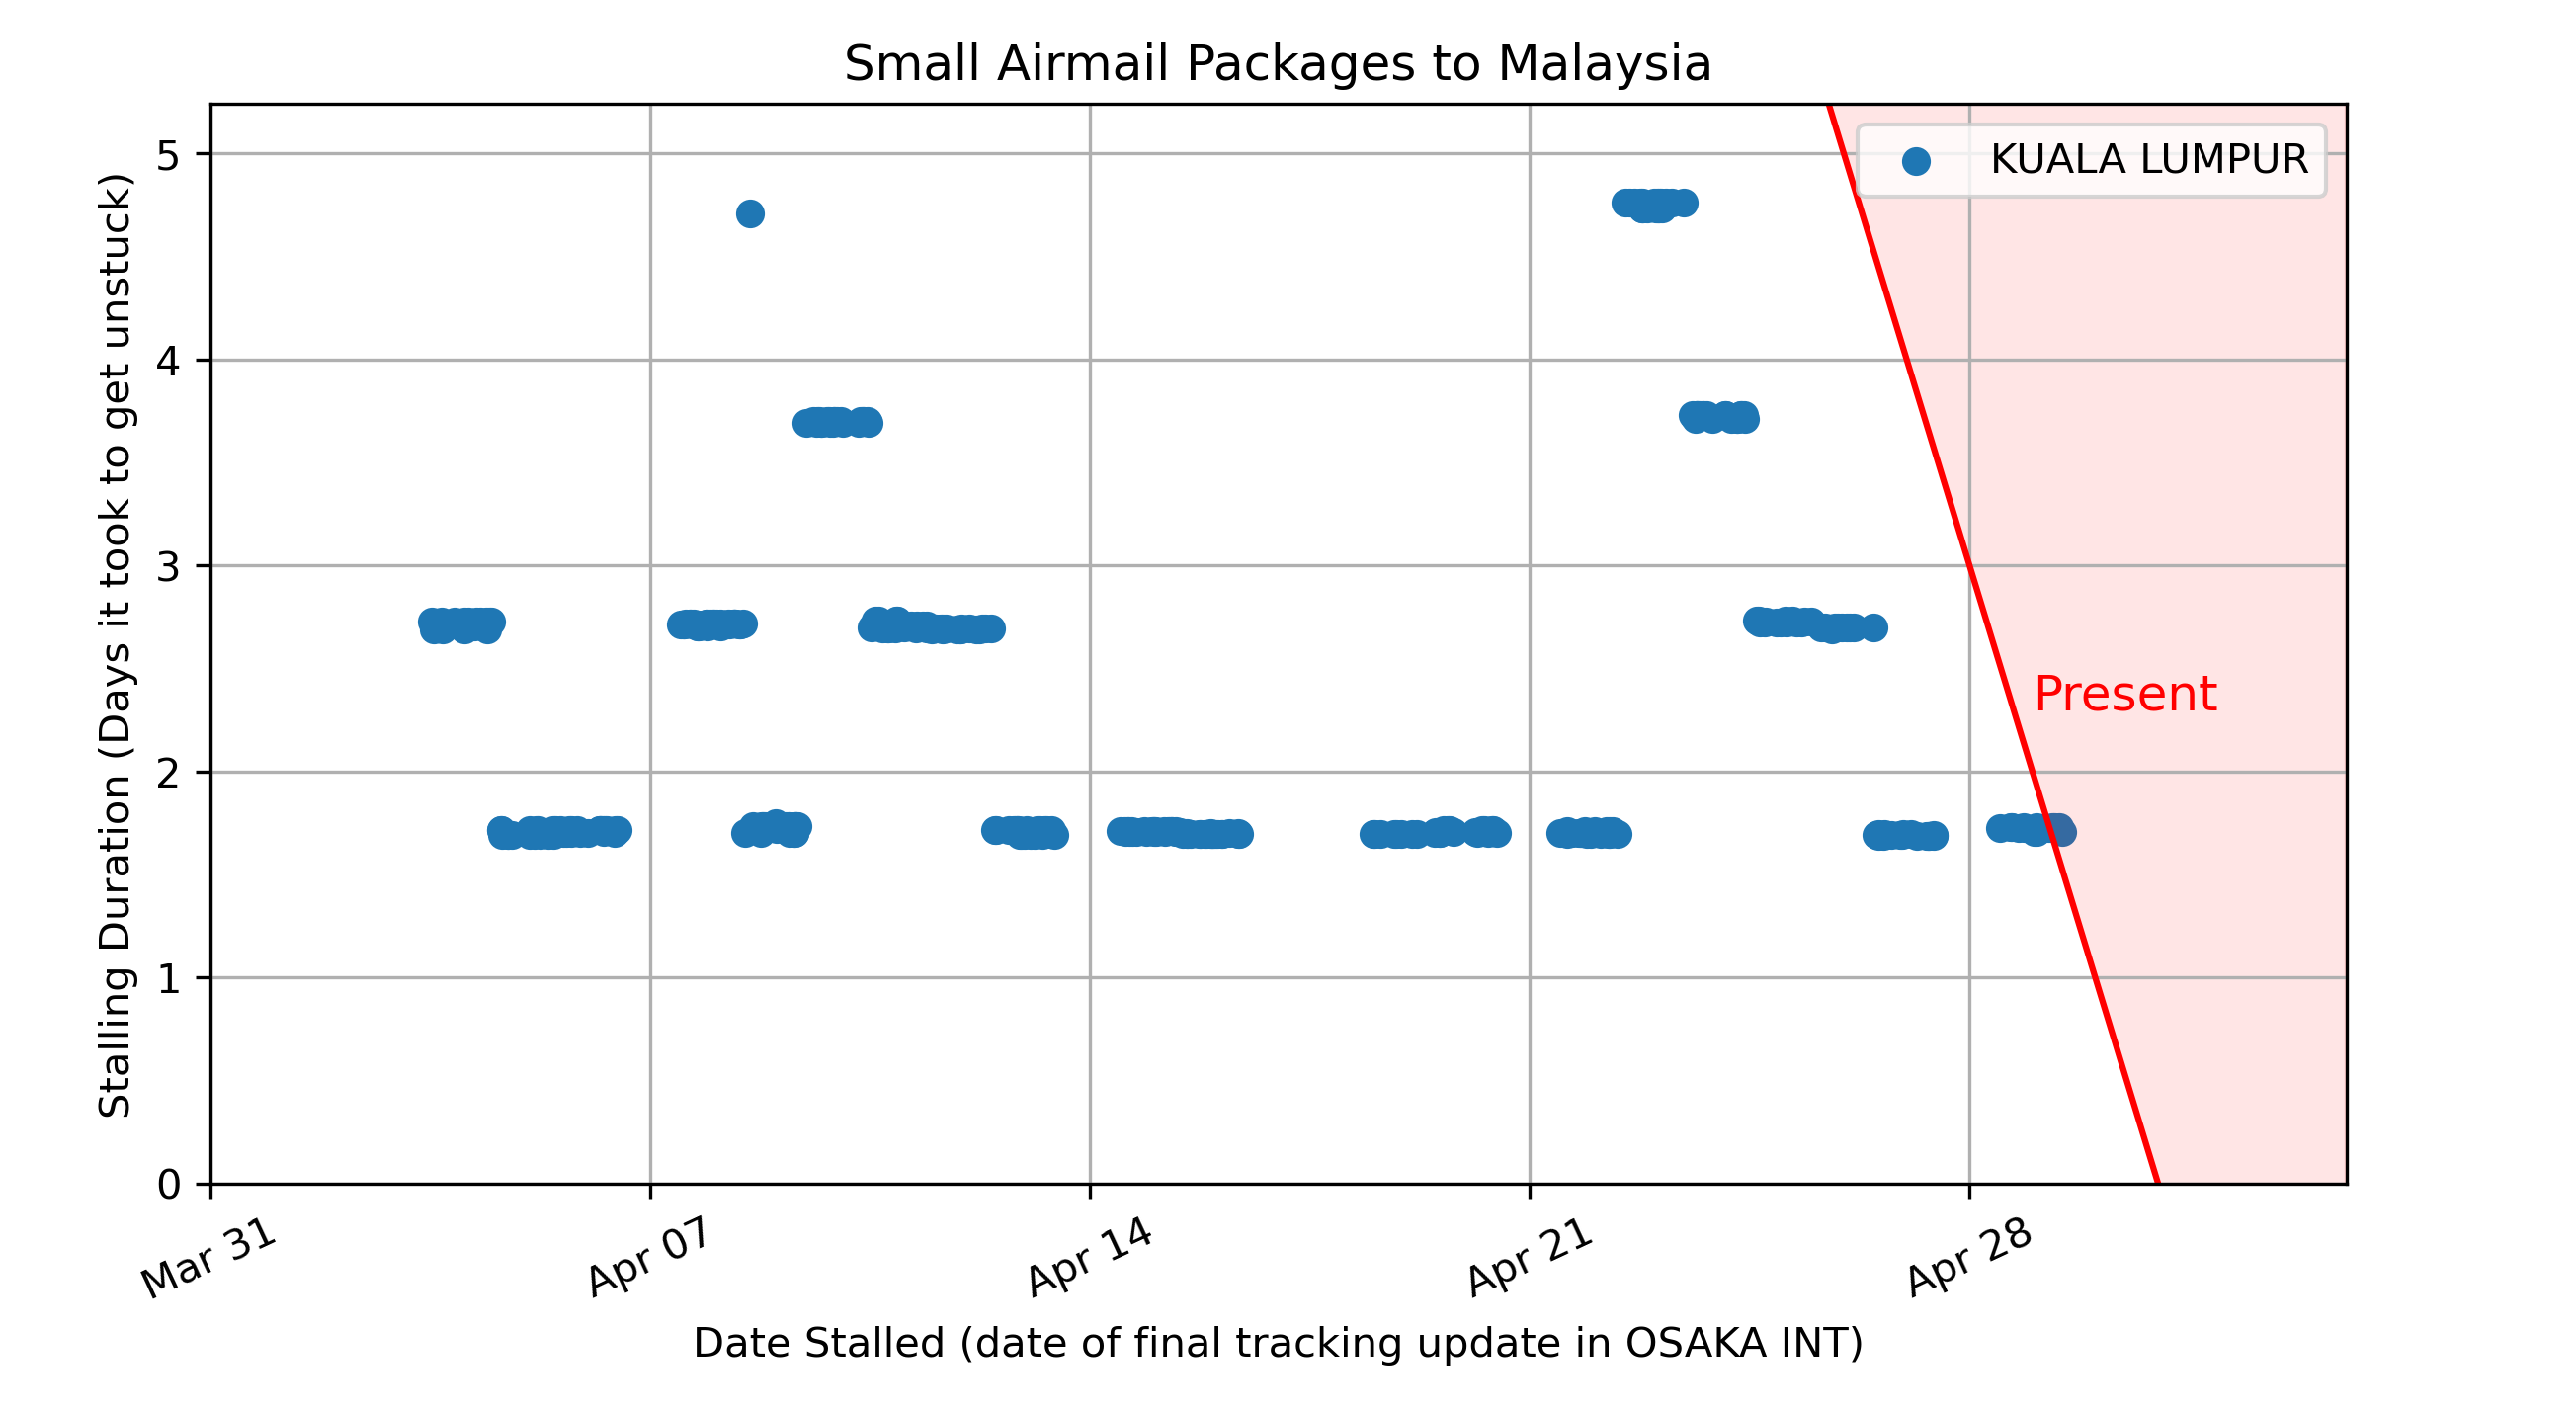 Small Airmail Packages to Malaysia
KUALA LUMPUR
Present
Stalling Duration (Days it took to get unstuck)
5
4
3
2
1
0
Mar 31
Apr 07
Apr 14
Apr 21
Apr 28
Date Stalled (date of final tracking update in OSAKA INT)